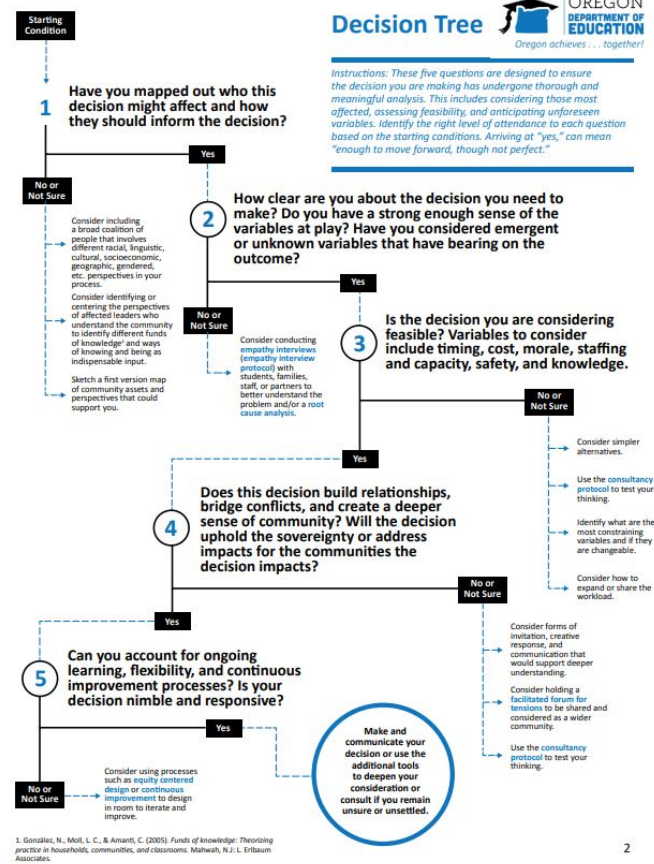 Starting
Condition
Decision Tree
OREGON
DEPARTMENT OF
EDUCATION
Oregon achieves . . . together!
Instructions: These five questions are designed to ensure
the decision you are making has undergone thorough and
meaningful analysis. This includes considering those most
affected, assessing feasibility, and anticipating unforeseen
variables. Identify the right level of attendance to each question
based on the starting conditions. Arriving at "yes," can mean
"enough to move forward, though not perfect."
1
Have you mapped out who this
decision might affect and how
they should inform the decision?
Yes
No or
Not Sure
Consider including
a broad coalition of
people that involves
different racial, linguistic,
cultural, socioeconomic,
geographic, gendered,
etc. perspectives in your
process.
Consider identifying or
centering the perspectives
of affected leaders who
understand the community
to identify different funds
of knowledge¹ and ways
of knowing and being as
indispensable input.
Sketch a first version map
of community assets and
perspectives that could
support you.
2
How clear are you about the decision you need to
make? Do you have a strong enough sense of the
variables at play? Have you considered emergent
or unknown variables that have bearing on the
outcome?
Yes
No or
Not Sure
Consider conducting
empathy interviews
(empathy interview
protocol) with
students, families,
staff, or partners to
better understand the
problem and/or a root
cause analysis.
3
Is the decision you are considering
feasible? Variables to consider
include timing, cost, morale, staffing
and capacity, safety, and knowledge.
No or
Not Sure
Consider simpler
alternatives.
Use the consultancy
protocol to test your
thinking.
Identify what are the
most constraining
variables and if they
are changeable.
Consider how to
expand or share the
workload.
Yes
4
Does this decision build relationships,
bridge conflicts, and create a deeper
sense of community? Will the decision
uphold the sovereignty or address
impacts for the communities the
decision impacts?
No or
Not Sure
Consider forms of
invitation, creative
response, and
communication that
would support deeper
understanding.
Consider holding a
facilitated forum for
tensions to be shared and
considered as a wider
community.
Use the consultancy
protocol to test your
thinking.
Yes
5
Can you account for ongoing
learning, flexibility, and continuous
improvement processes? Is your
decision nimble and responsive?
Yes
No or
Not Sure
Consider using processes
such as equity centered
design or continuous
improvement to design
in room to iterate and
improve.
Make and
communicate your
decision or use the
additional tools
to deepen your
consideration or
consult if you remain
unsure or unsettled.
1. González, N., Moll, L. C., & Amanti, C. (2005). Funds of knowledge: Theorizing
practice in households, communities, and classrooms. Mahwah, N.J: L. Erlbaum
Associates.
2